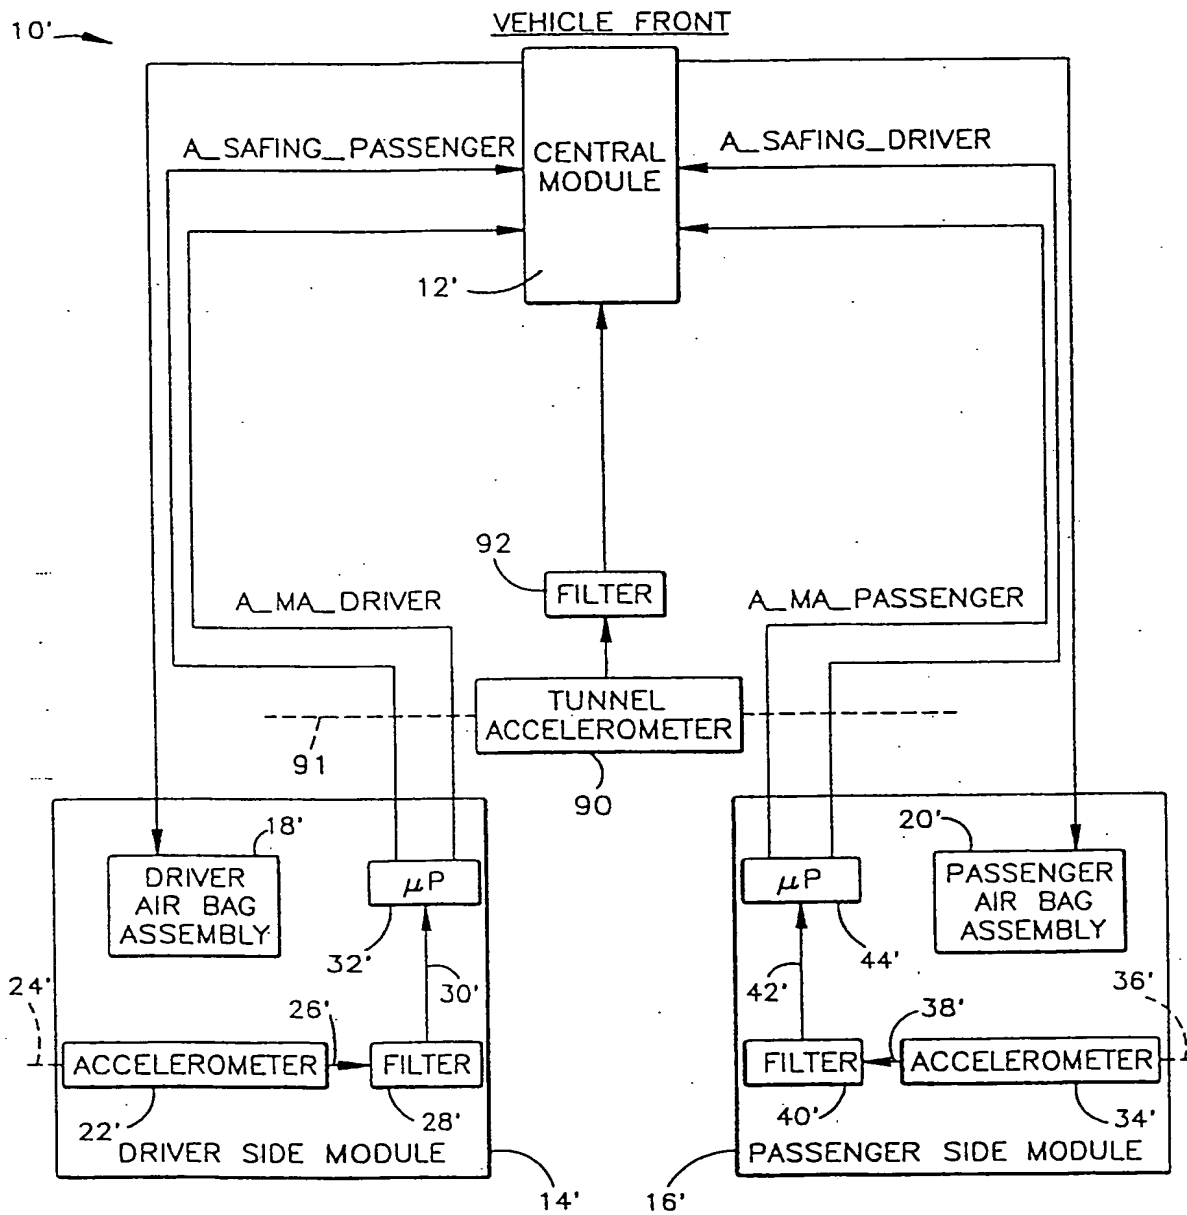 VEHICLE FRONT
10'
A_SAFING_PASSENGER
CENTRAL
MODULE
A_SAFING_DRIVER
12'
92
FILTER
A_MA_DRIVER
A_MA_PASSENGER
TUNNEL
ACCELEROMETER
91
90
18'
DRIVER
AIR BAG
ASSEMBLY
μP
32'
30'
24'
26'
ACCELEROMETER
FILTER
22'
28'
DRIVER SIDE MODULE
14'
20'
μP
PASSENGER
AIR BAG
ASSEMBLY
44'
42'
38'
36'
FILTER
ACCELEROMETER
40'
34'
PASSENGER SIDE MODULE
16'